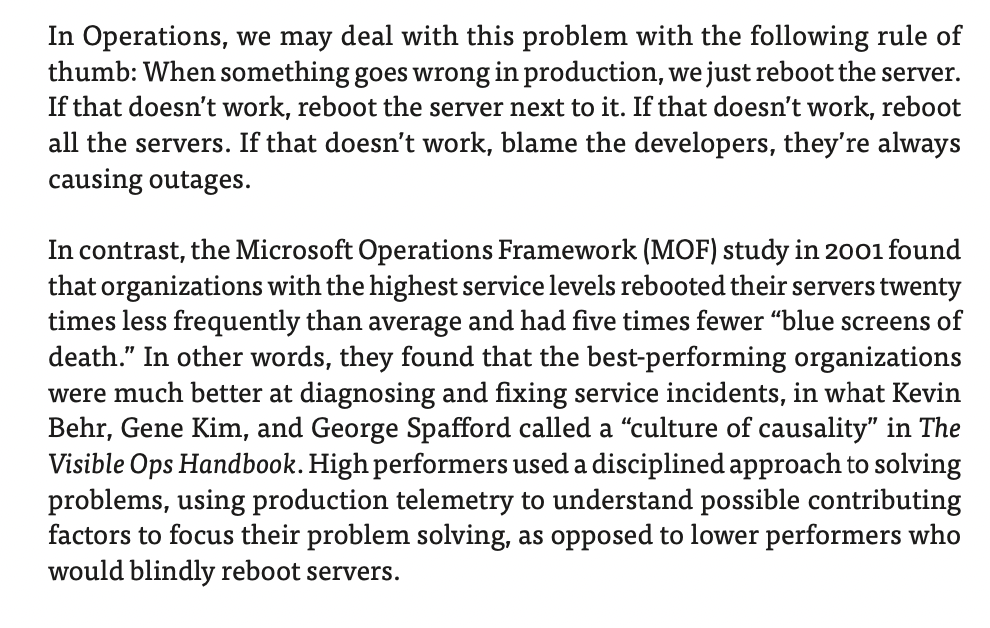 In Operations, we may deal with this problem with the following rule of
thumb: When something goes wrong in production, we just reboot the server.
If that doesn’t work, reboot the server next to it. If that doesn’t work, reboot
all the servers. If that doesn’t work, blame the developers, they’re always
causing outages.
In contrast, the Microsoft Operations Framework (MOF) study in 2001 found
that organizations with the highest service levels rebooted their servers twenty
times less frequently than average and had five times fewer “blue screens of
death.” In other words, they found that the best-performing organizations
were much better at diagnosing and fixing service incidents, in what Kevin
Behr, Gene Kim, and George Spafford called a “culture of causality” in The
Visible Ops Handbook. High performers used a disciplined approach to solving
problems, using production telemetry to understand possible contributing
factors to focus their problem solving, as opposed to lower performers who
would blindly reboot servers.